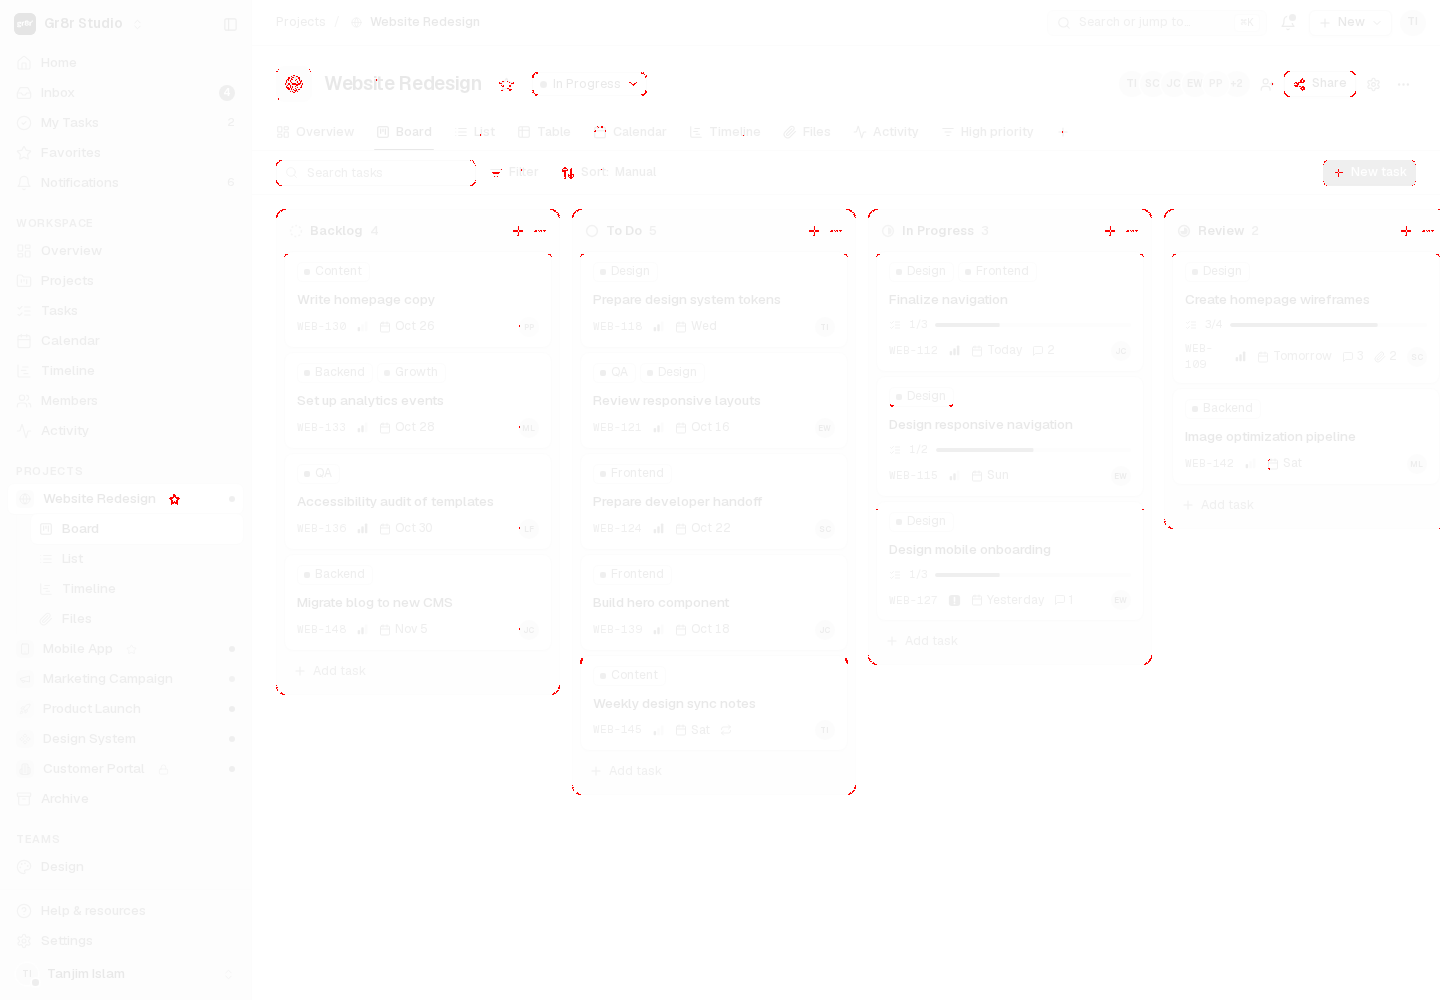 Gr8r Studio
Projects / Website Redesign
Search or jump to...
⌘K
New
TI
Home
Inbox 4
My Tasks 2
Favorites
Notifications 6
WORKSPACE
Overview
Projects
Tasks
Calendar
Timeline
Members
Activity
PROJECTS
Website Redesign
Board
List
Timeline
Files
Mobile App
Marketing Campaign
Product Launch
Design System
Customer Portal
Archive
TEAMS
Design
Help & resources
Settings
TI Tanjim Islam
Website Redesign
In Progress
TI SC JC EW PP +2
Share
Overview Board List Table Calendar Timeline Files Activity High priority
Search tasks
Filter
Sort: Manual
New task
Backlog 4
Content
Write homepage copy
WEB-130 Oct 26 PP
Backend Growth
Set up analytics events
WEB-133 Oct 28 ML
QA
Accessibility audit of templates
WEB-136 Oct 30 LF
Backend
Migrate blog to new CMS
WEB-148 Nov 5 JC
Add task
To Do 5
Design
Prepare design system tokens
WEB-118 Wed TI
QA Design
Review responsive layouts
WEB-121 Oct 16 EW
Frontend
Prepare developer handoff
WEB-124 Oct 22 SC
Frontend
Build hero component
WEB-139 Oct 18 JC
Content
Weekly design sync notes
WEB-145 Sat TI
Add task
In Progress 3
Design Frontend
Finalize navigation
1/3
WEB-112 Today 2 JC
Design
Design responsive navigation
1/2
WEB-115 Sun EW
Design
Design mobile onboarding
1/3
WEB-127 Yesterday 1 EW
Add task
Review 2
Design
Create homepage wireframes
3/4
WEB-
109 Tomorrow 3 2 SC
Backend
Image optimization pipeline
WEB-142 Sat ML
Add task